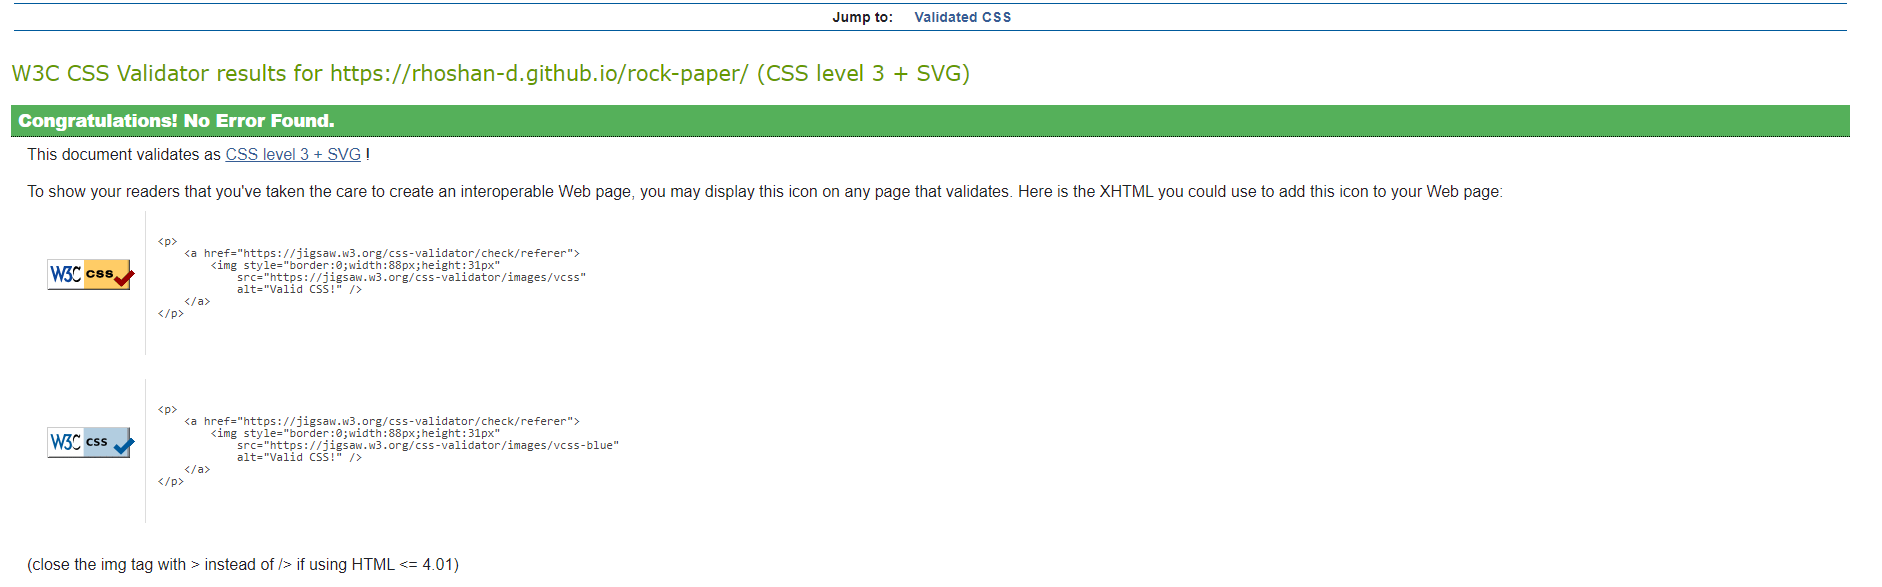 Jump to: Validated CSS
W3C CSS Validator results for https://rhoshan-d.github.io/rock-paper/ (CSS level 3 + SVG)
Congratulations! No Error Found.
This document validates as CSS level 3 + SVG !
To show your readers that you've taken the care to create an interoperable Web page, you may display this icon on any page that validates. Here is the XHTML you could use to add this icon to your Web page:
W3C css
<p>
    <a href="https://jigsaw.w3.org/css-validator/check/referer">
        <img style="border:0;width:88px;height:31px"
            src="https://jigsaw.w3.org/css-validator/images/vcss"
            alt="Valid CSS!" />
    </a>
</p>
W3C css
<p>
    <a href="https://jigsaw.w3.org/css-validator/check/referer">
        <img style="border:0;width:88px;height:31px"
            src="https://jigsaw.w3.org/css-validator/images/vcss-blue"
            alt="Valid CSS!" />
    </a>
</p>
(close the img tag with > instead of /> if using HTML <= 4.01)